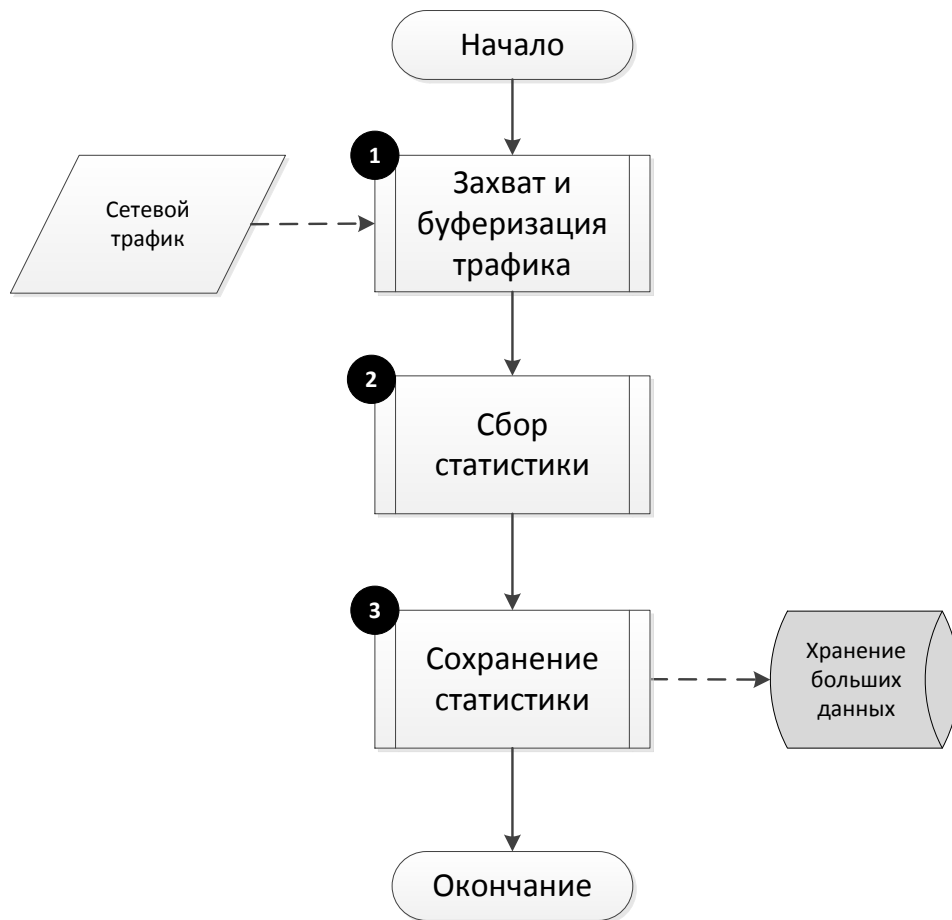 Начало
1
Захват и
буферизация
трафика
Сетевой
трафик
2
Сбор
статистики
3
Сохранение
статистики
Хранение
больших
данных
Окончание